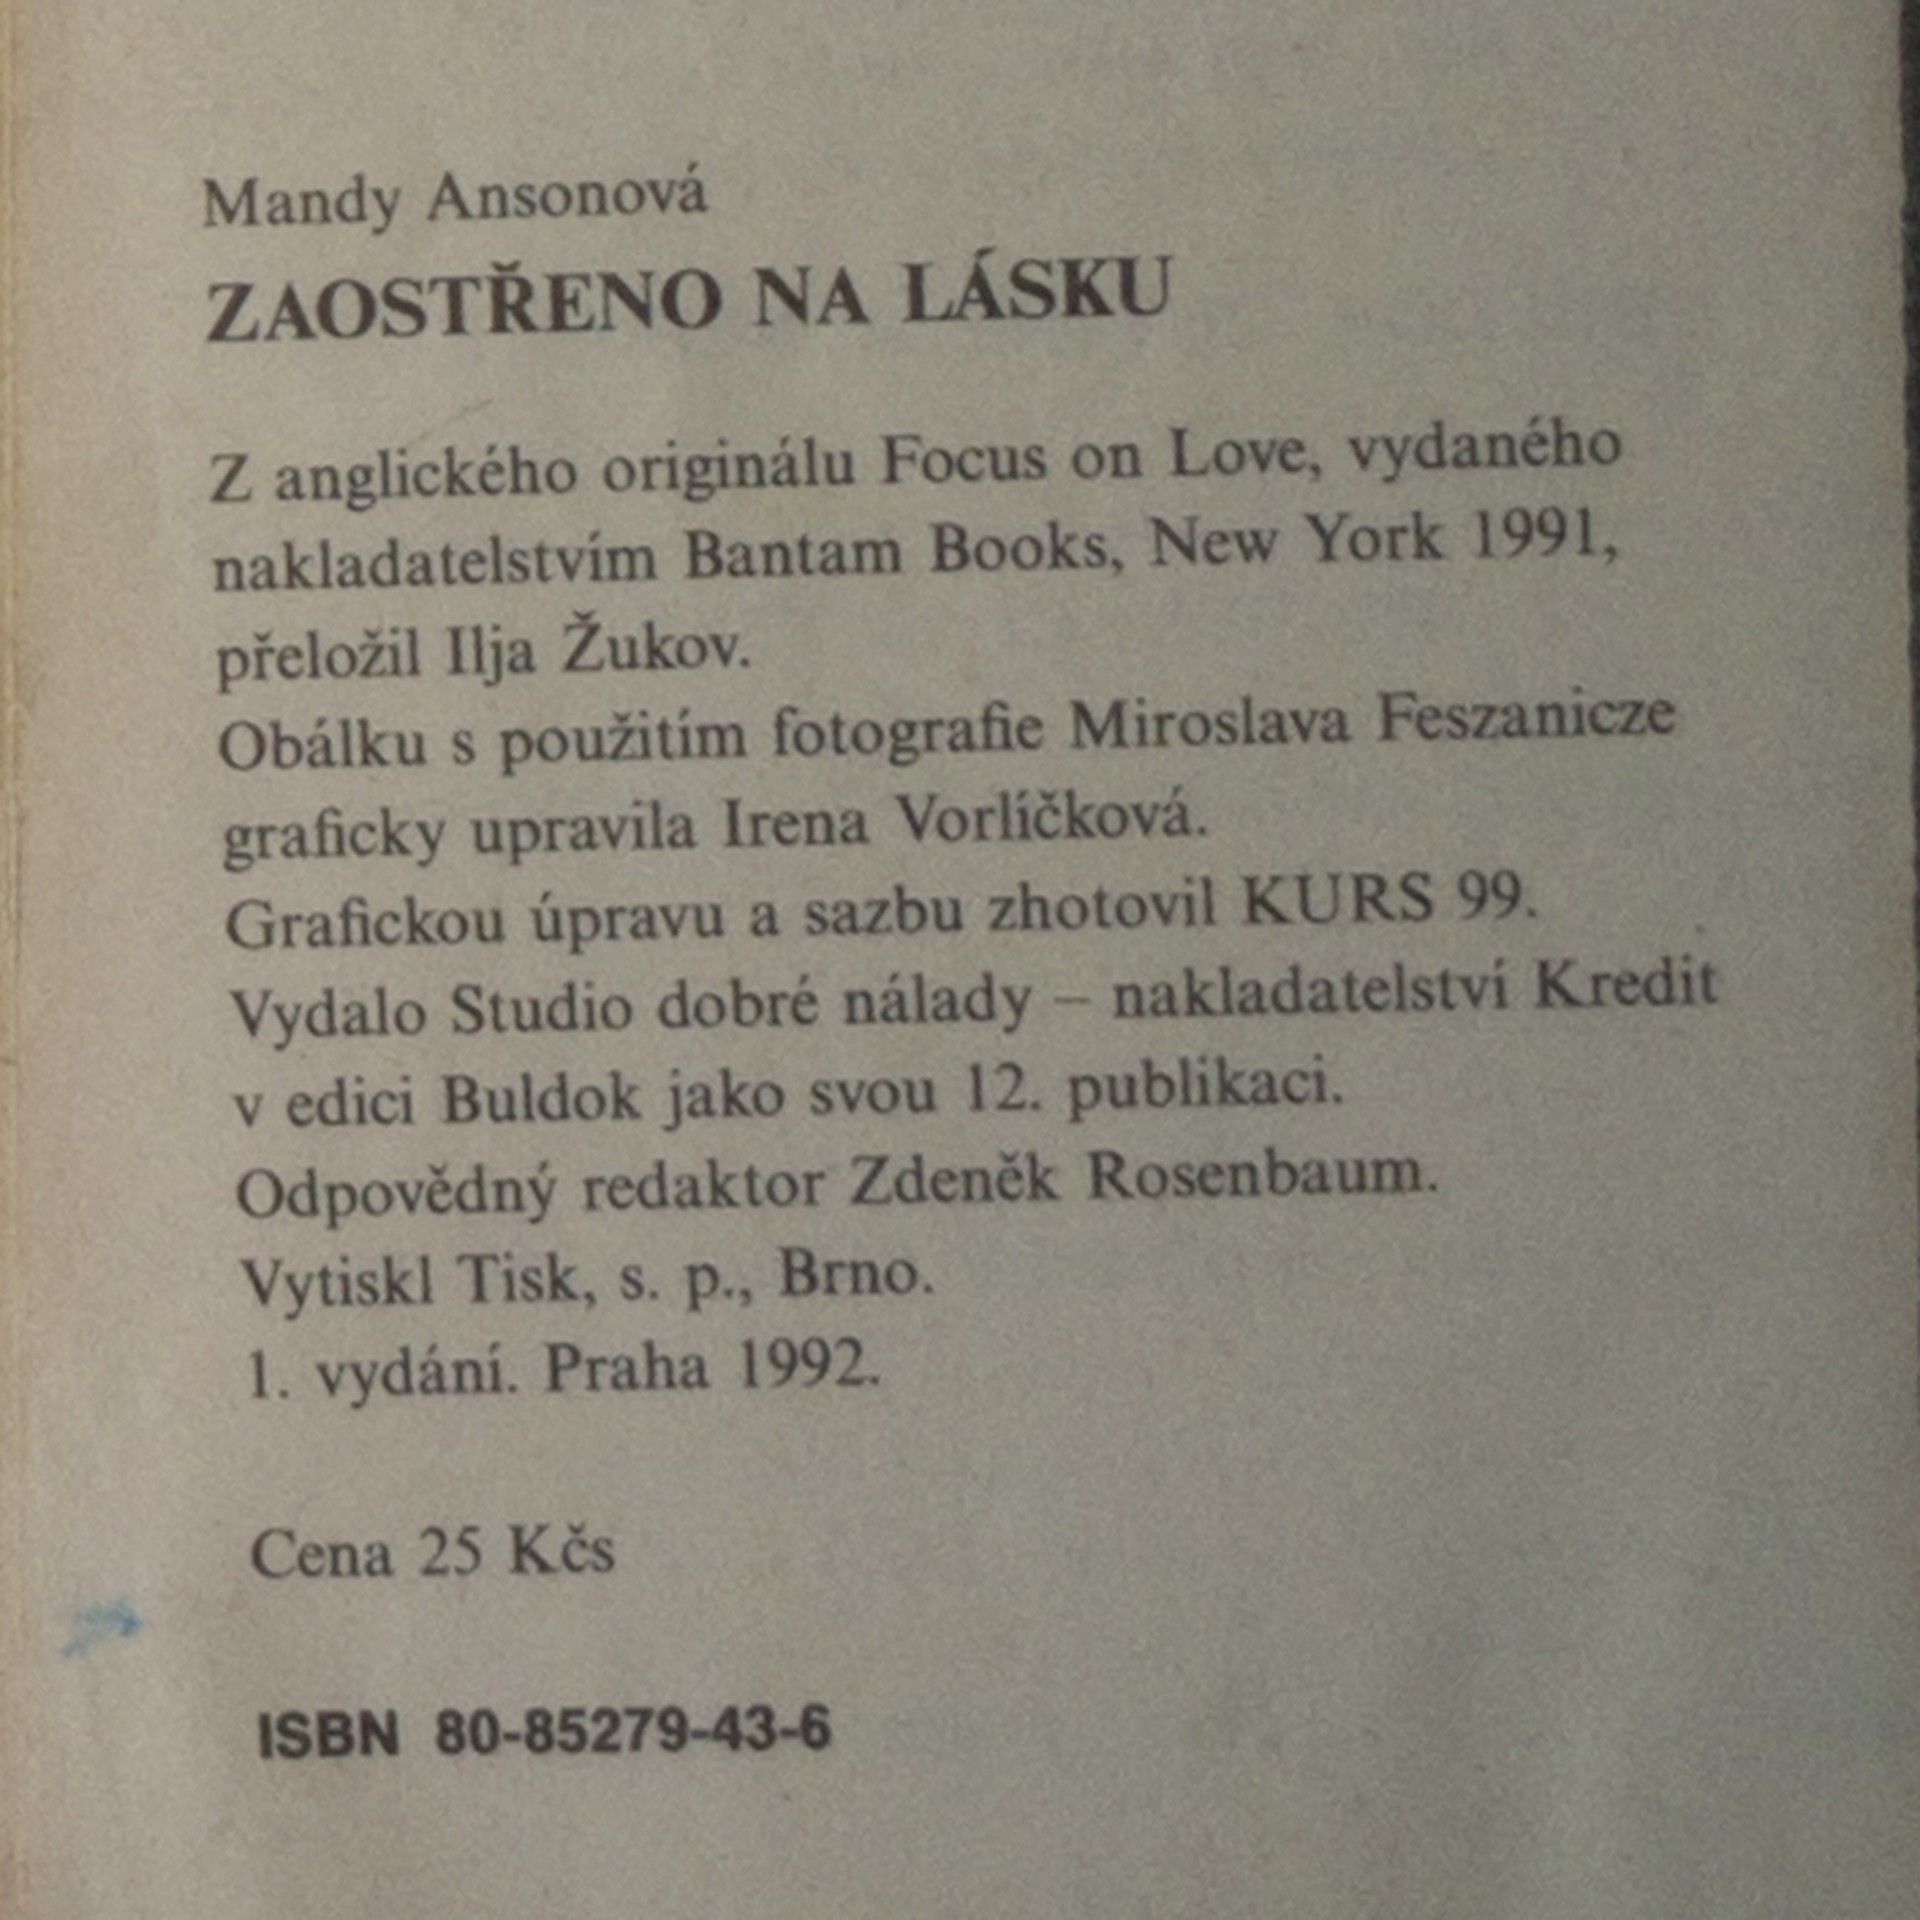 Mandy Ansonová
ZAOSTŘENO NA LÁSKU
Z anglického originálu Focus on Love, vydaného
nakladatelstvím Bantam Books, New York 1991,
přeložil Ilja Žukov.
Obálku s použitím fotografie Miroslava Feszanicze
graficky upravila Irena Vorlíčková.
Grafickou úpravu a sazbu zhotovil KURS 99.
Vydalo Studio dobré nálady – nakladatelství Kredit
v edici Buldok jako svou 12. publikaci.
Odpovědný redaktor Zdeněk Rosenbaum.
Vytiskl Tisk, s. p., Brno.
1. vydání. Praha 1992.
Cena 25 Kčs
ISBN 80-85279-43-6